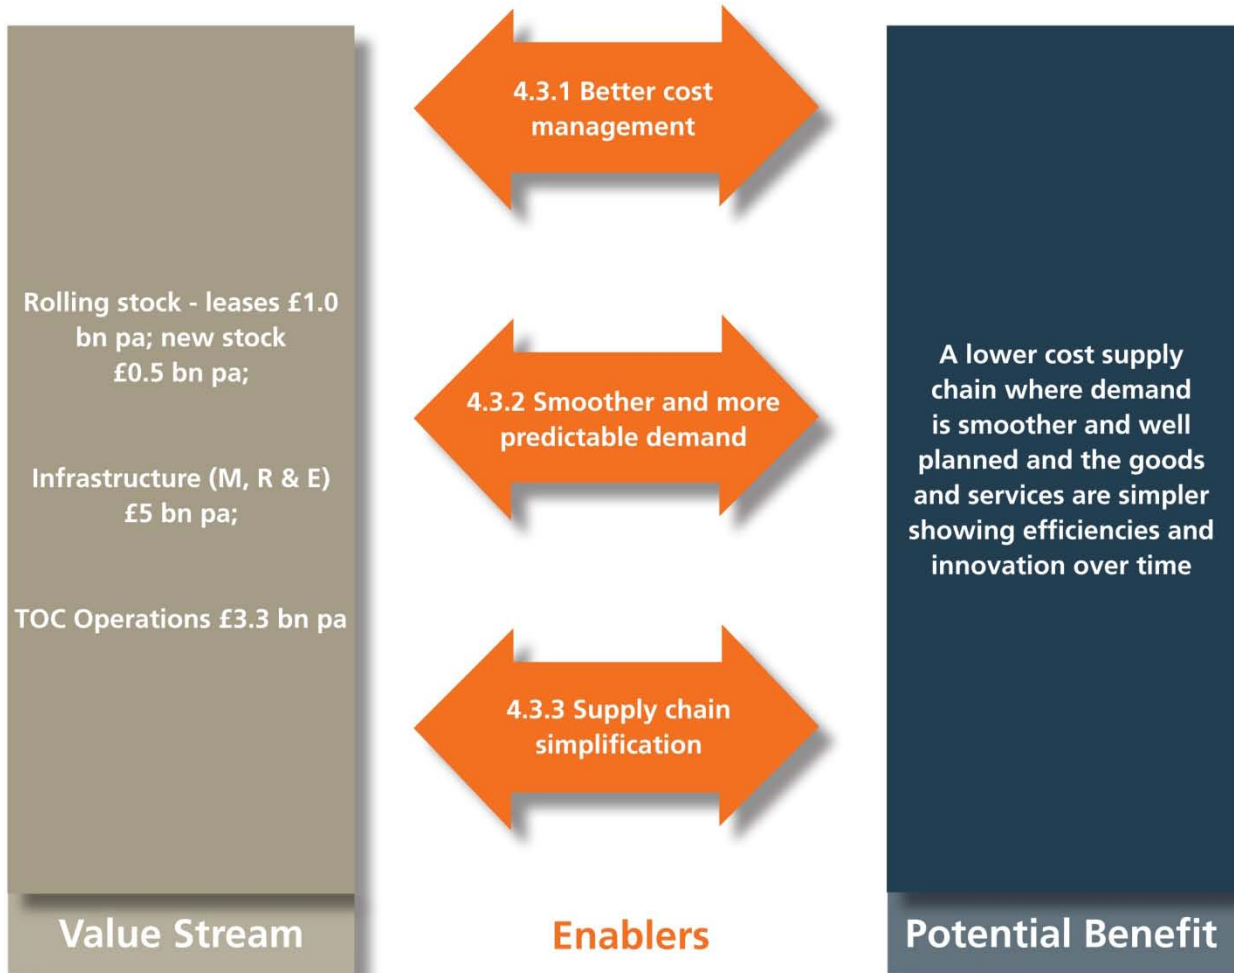 Rolling stock - leases £1.0
bn pa; new stock
£0.5 bn pa;
Infrastructure (M, R & E)
£5 bn pa;
TOC Operations £3.3 bn pa
Value Stream
4.3.1 Better cost
management
4.3.2 Smoother and more
predictable demand
4.3.3 Supply chain
simplification
Enablers
A lower cost supply
chain where demand
is smoother and well
planned and the goods
and services are simpler
showing efficiencies and
innovation over time
Potential Benefit